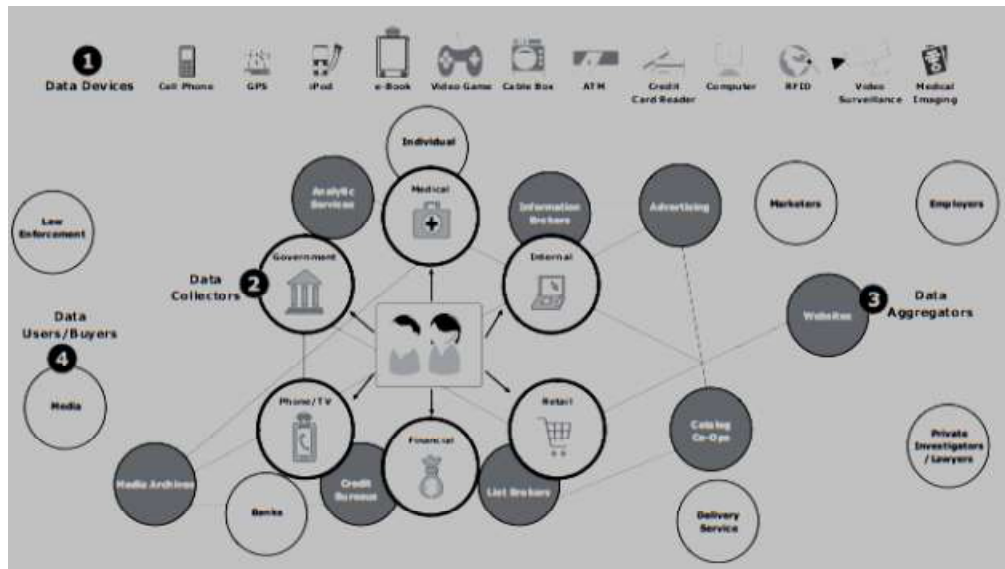 1
Data Devices
Cell Phone
GPS
iPod
e-Book
Video Game
Cable Box
ATM
Credit
Card Reader
Computer
RFID
Video
Surveillance
Medical
Imaging
Individual
Analytic
Services
Medical
Information
Brokers
Advertising
Marketers
Employers
Law
Enforcement
Government
Internal
Data
Collectors
2
Websites
3
Data
Aggregators
Data
Users/Buyers
4
Media
Phone/TV
Financial
Retail
Catalog
Co-Ops
Private
Investigators
/ Lawyers
Media Archives
Banks
Credit
Bureaus
List Brokers
Delivery
Service